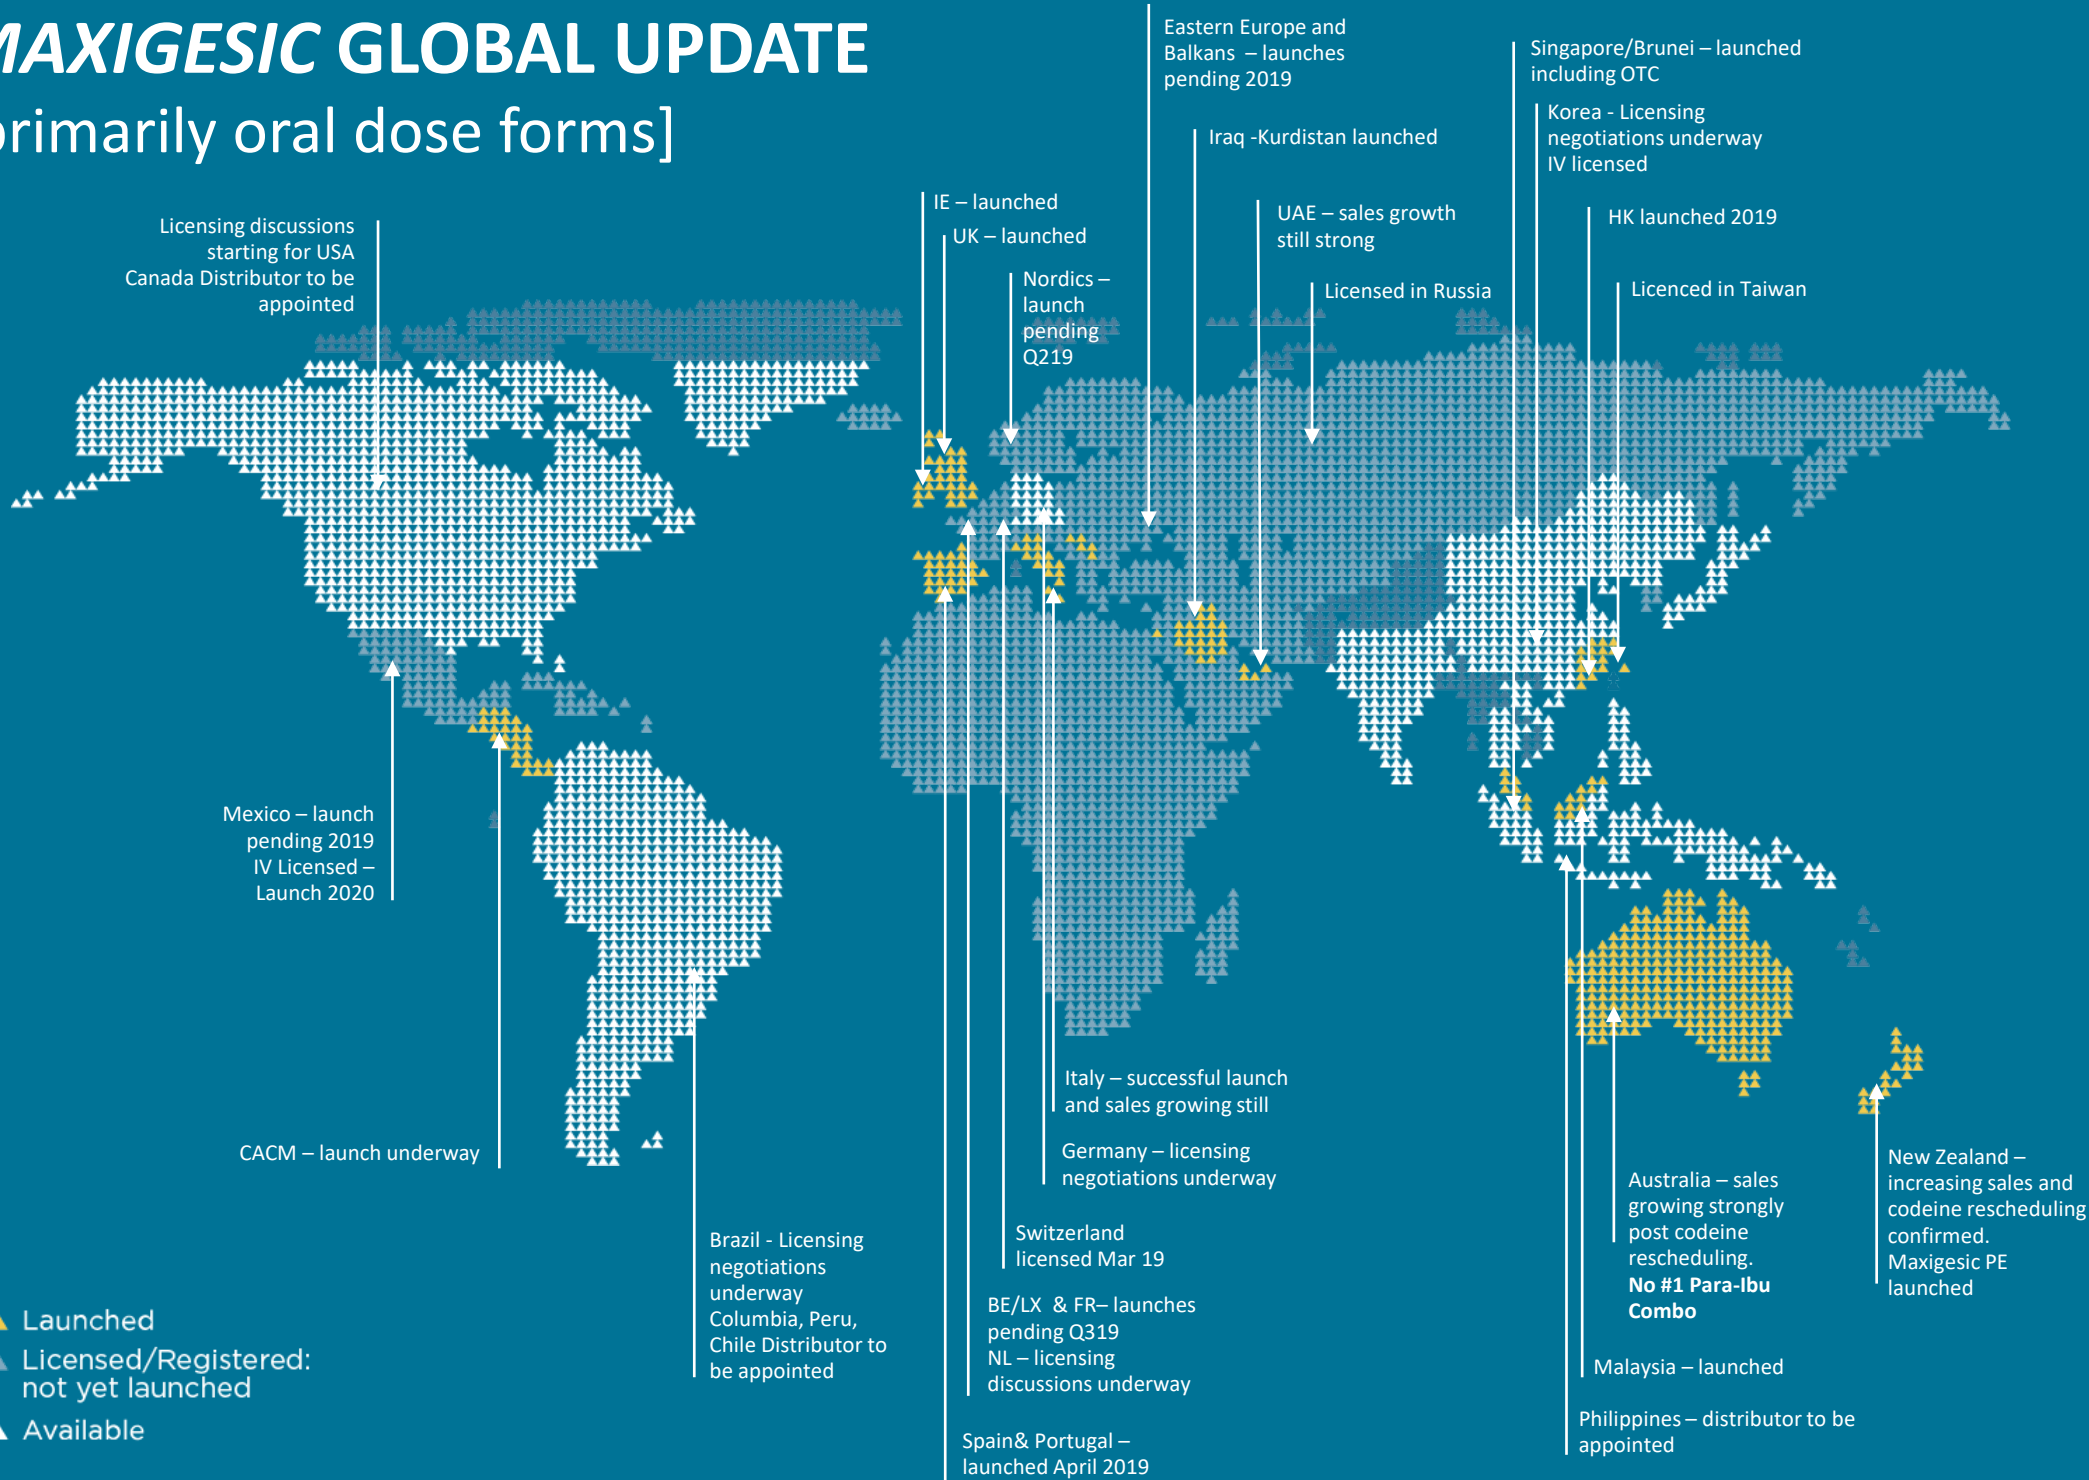 MAXIGESIC GLOBAL UPDATE
primarily oral dose forms]
Eastern Europe and
Balkans – launches
pending 2019
Singapore/Brunei – launched
including OTC
Korea - Licensing
negotiations underway
IV licensed
Iraq -Kurdistan launched
IE – launched
UK – launched
UAE – sales growth
still strong
HK launched 2019
Licensing discussions
starting for USA
Canada Distributor to be
appointed
Nordics –
launch
pending
Q219
Licensed in Russia
Licenced in Taiwan
Mexico – launch
pending 2019
IV Licensed –
Launch 2020
CACM – launch underway
Brazil - Licensing
negotiations
underway
Columbia, Peru,
Chile Distributor to
be appointed
Italy – successful launch
and sales growing still
Germany – licensing
negotiations underway
Switzerland
licensed Mar 19
BE/LX & FR– launches
pending Q319
NL – licensing
discussions underway
Spain& Portugal –
launched April 2019
Australia – sales
growing strongly
post codeine
rescheduling.
No #1 Para-Ibu
Combo
New Zealand –
increasing sales and
codeine rescheduling
confirmed.
Maxigesic PE
launched
Malaysia – launched
Philippines – distributor to be
appointed
Launched
Licensed/Registered:
not yet launched
Available